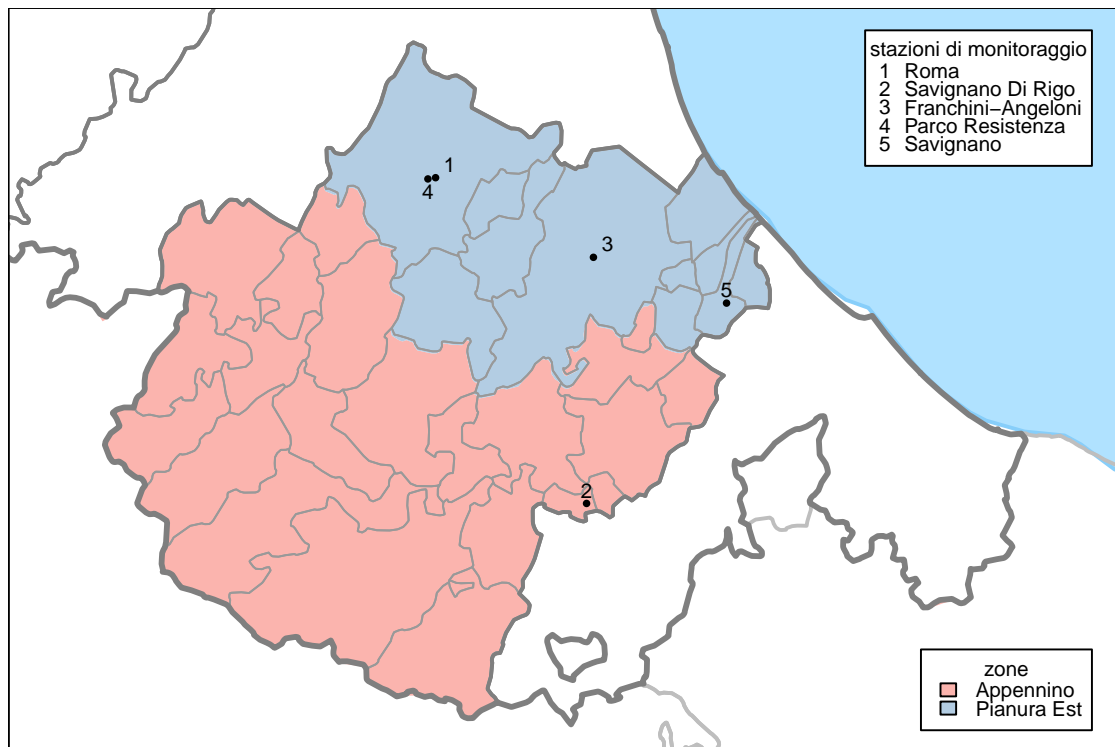 stazioni di monitoraggio
1 Roma
2 Savignano Di Rigo
3 Franchini−Angeloni
4 Parco Resistenza
5 Savignano
1
4
3
5
2
zone
Appennino
Pianura Est